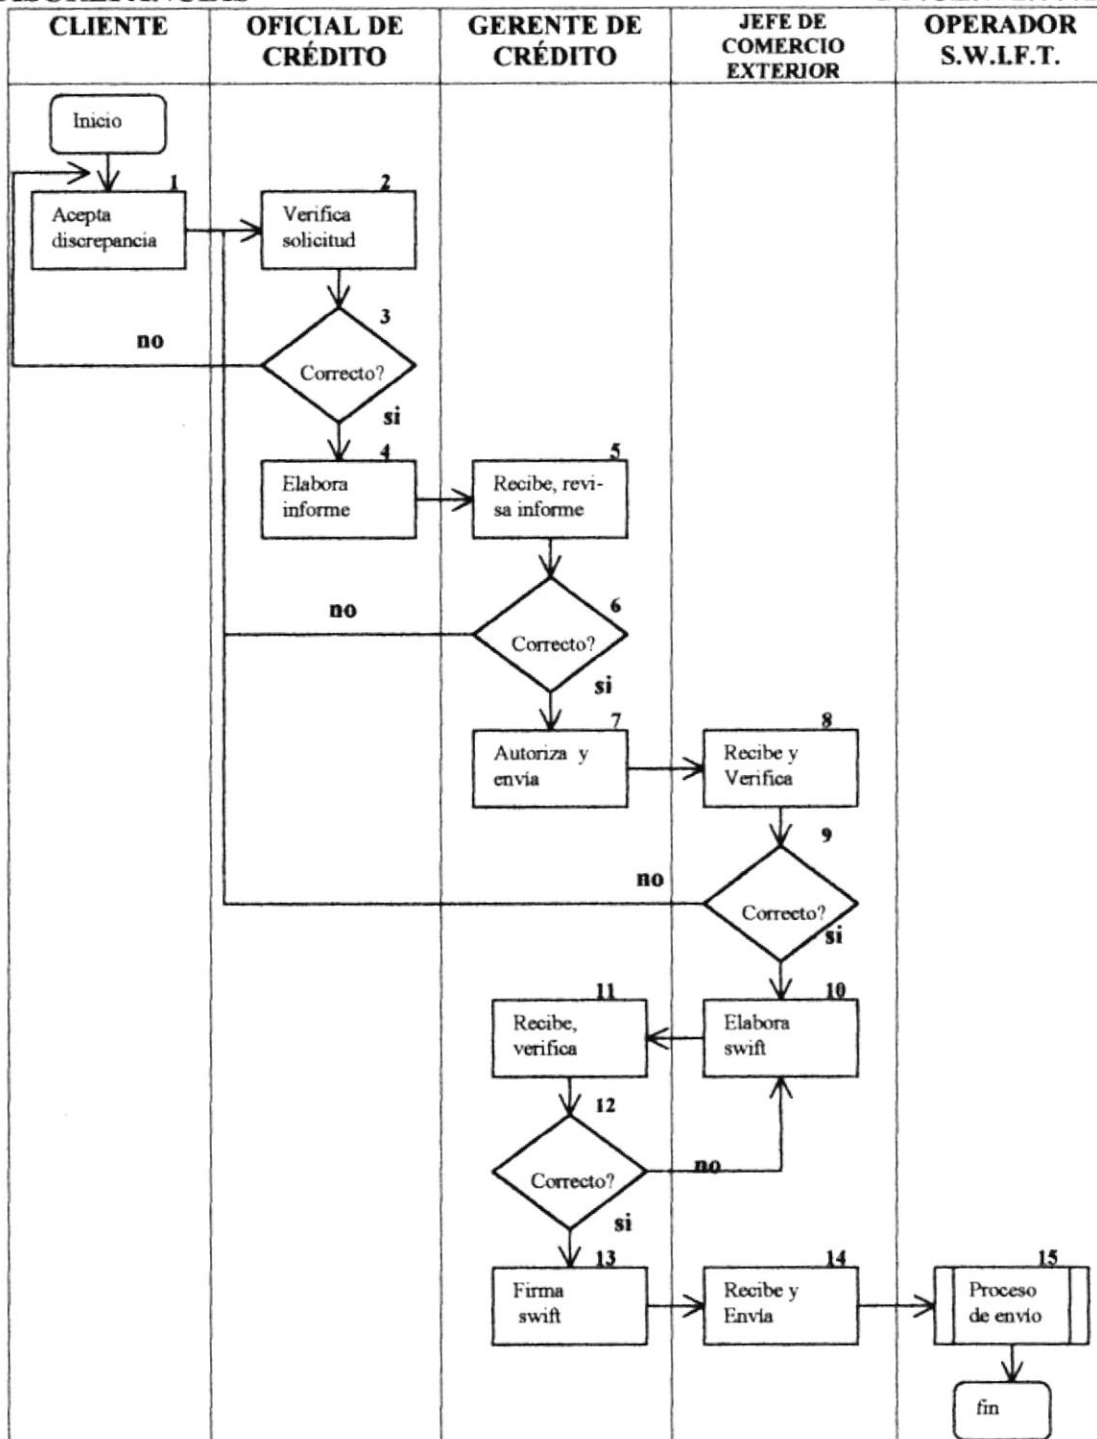 CLIENTE
OFICIAL DE
CRÉDITO
GERENTE DE
CRÉDITO
JEFE DE
COMERCIO
EXTERIOR
OPERADOR
S.W.I.F.T.
Inicio
1
Acepta
discrepancia
2
Verifica
solicitud
3
no
Correcto?
si
4
Elabora
informe
5
Recibe, revi-
sa informe
6
no
Correcto?
si
7
Autoriza y
envía
8
Recibe y
Verifica
9
no
Correcto?
si
10
Elabora
swift
11
Recibe,
verifica
12
Correcto?
no
si
13
Firma
swift
14
Recibe y
Envía
15
Proceso
de envío
fin